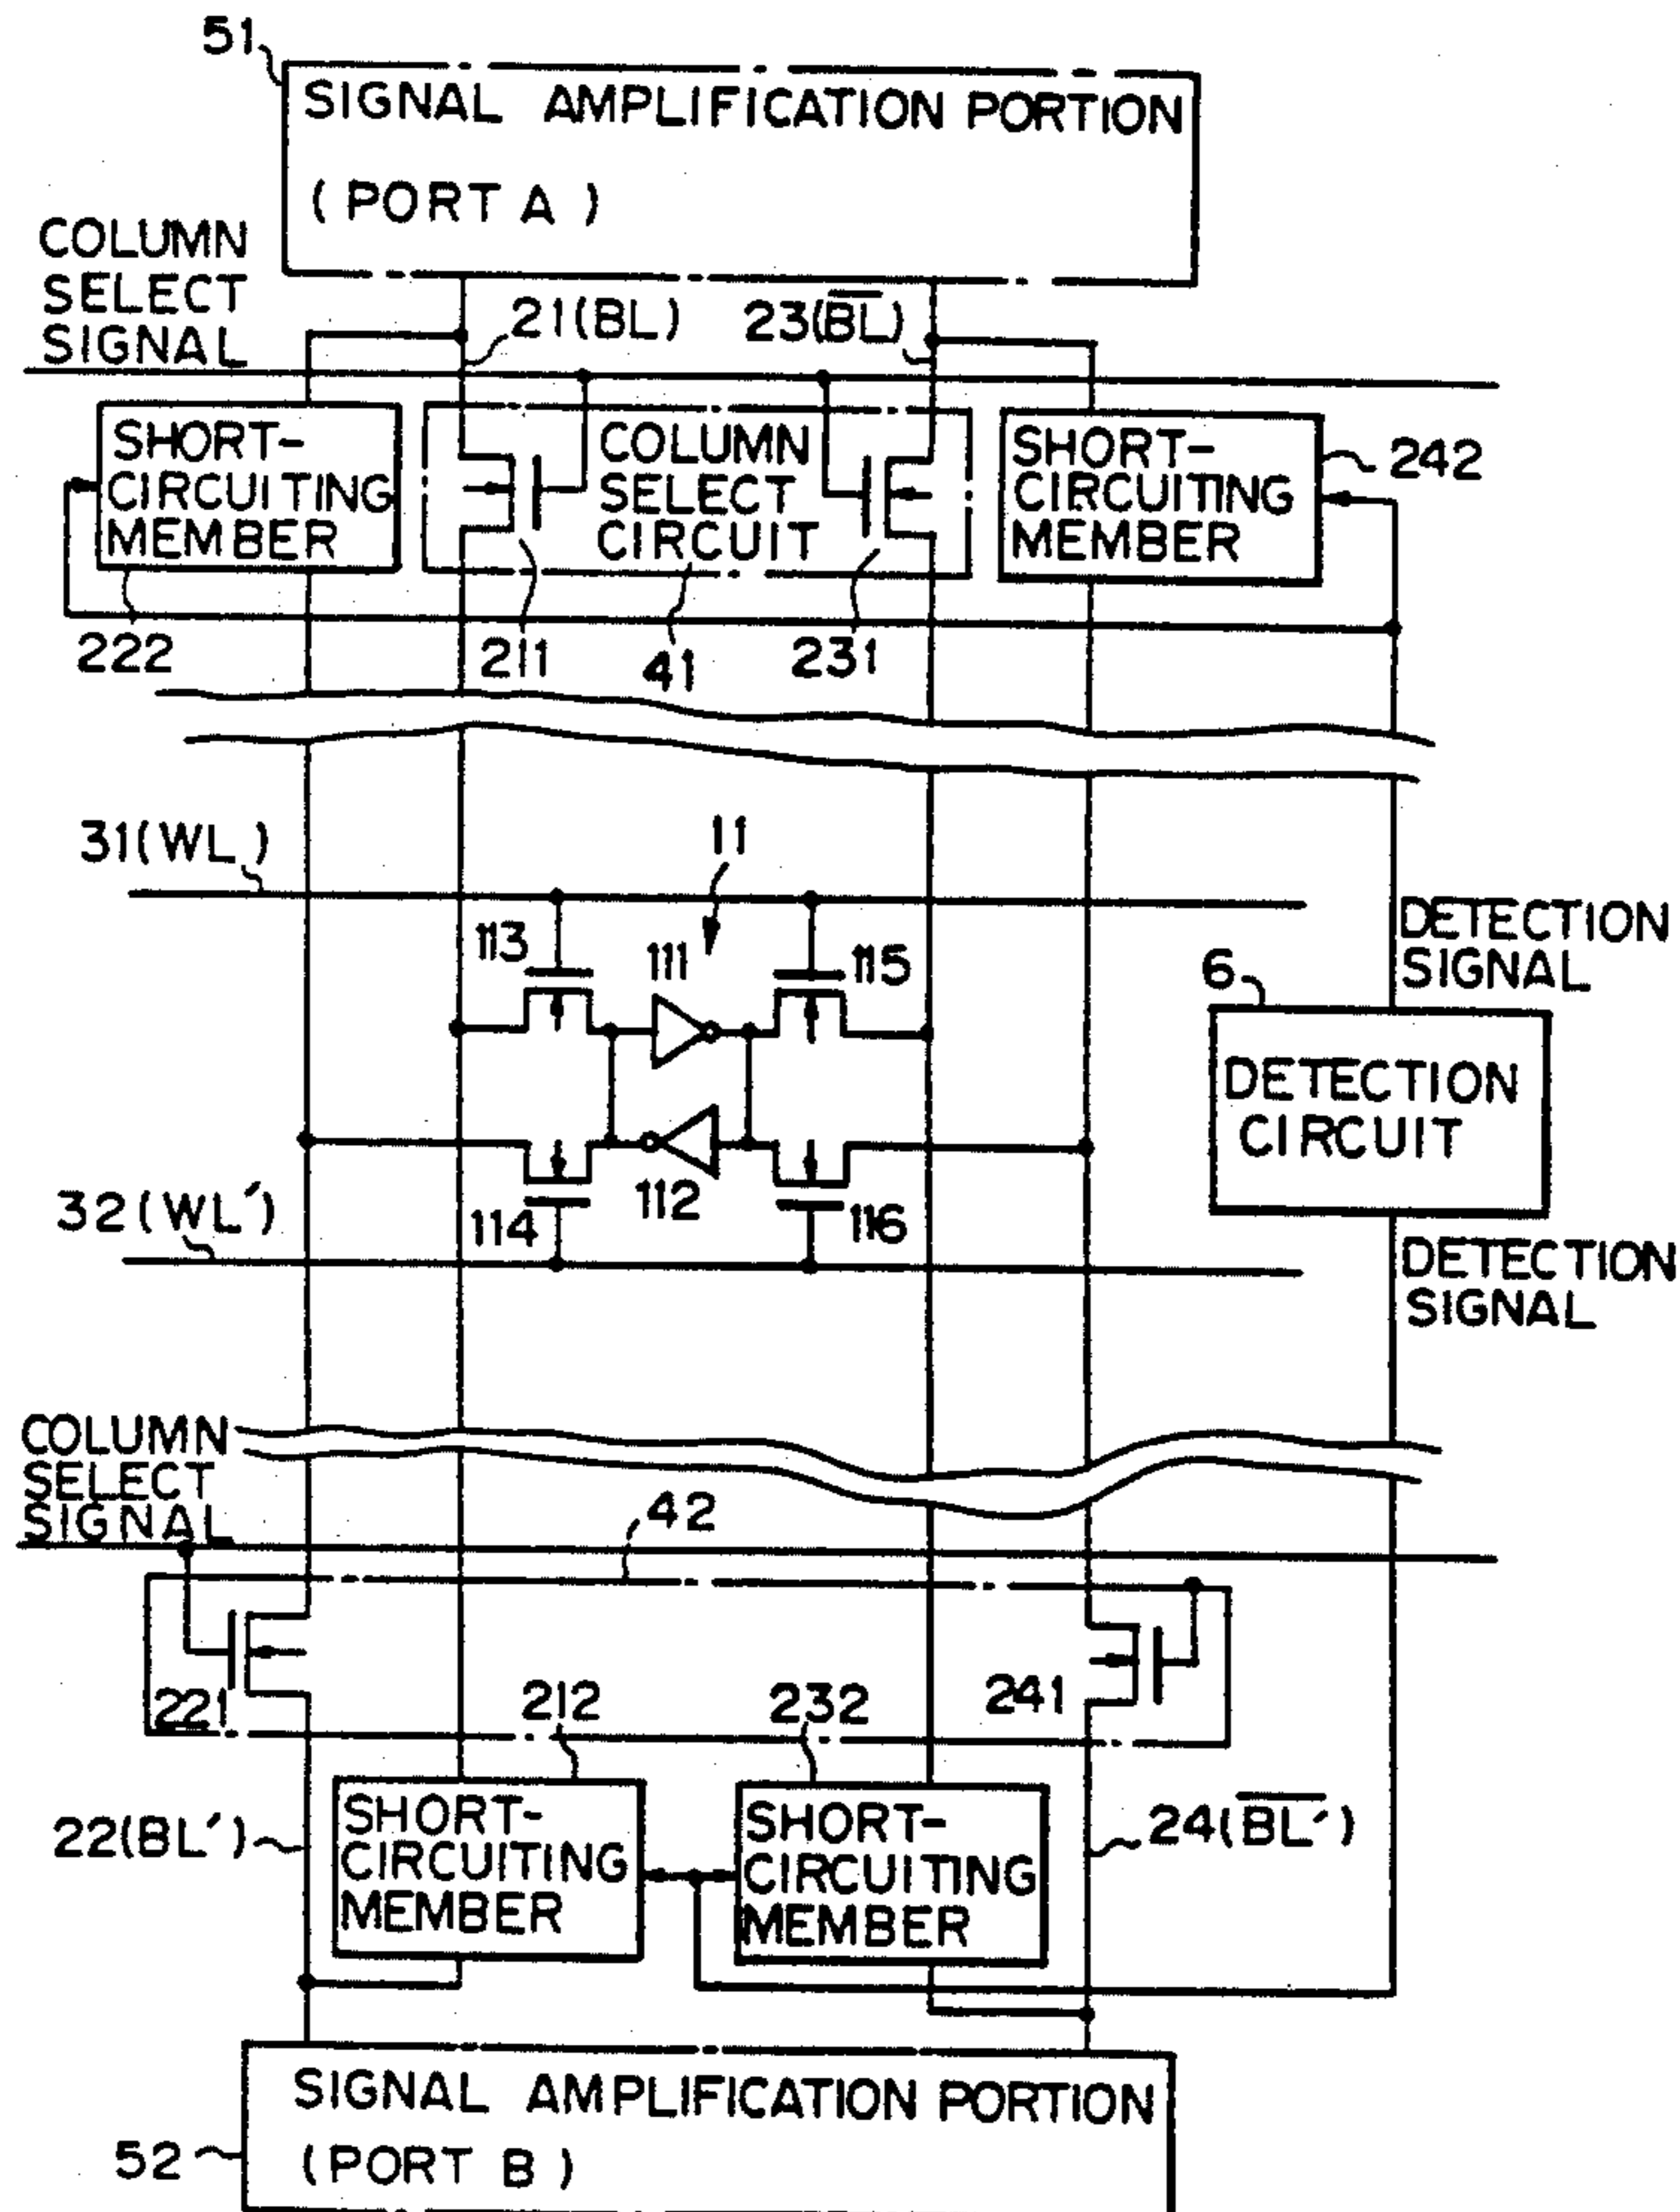 51
SIGNAL AMPLIFICATION PORTION
(PORT A)
COLUMN
SELECT
SIGNAL
21(BL)
23(B̅L̅)
SHORT-
CIRCUITING
MEMBER
COLUMN
SELECT
CIRCUIT
SHORT-
CIRCUITING
MEMBER
242
222
211
41
231
31(WL)
11
113
111
115
DETECTION
SIGNAL
6
DETECTION
CIRCUIT
32(WL′)
114
112
116
DETECTION
SIGNAL
COLUMN
SELECT
SIGNAL
42
221
212
232
241
22(BL′)
SHORT-
CIRCUITING
MEMBER
SHORT-
CIRCUITING
MEMBER
24(B̅L̅′̅)
SIGNAL AMPLIFICATION PORTION
52
(PORT B)